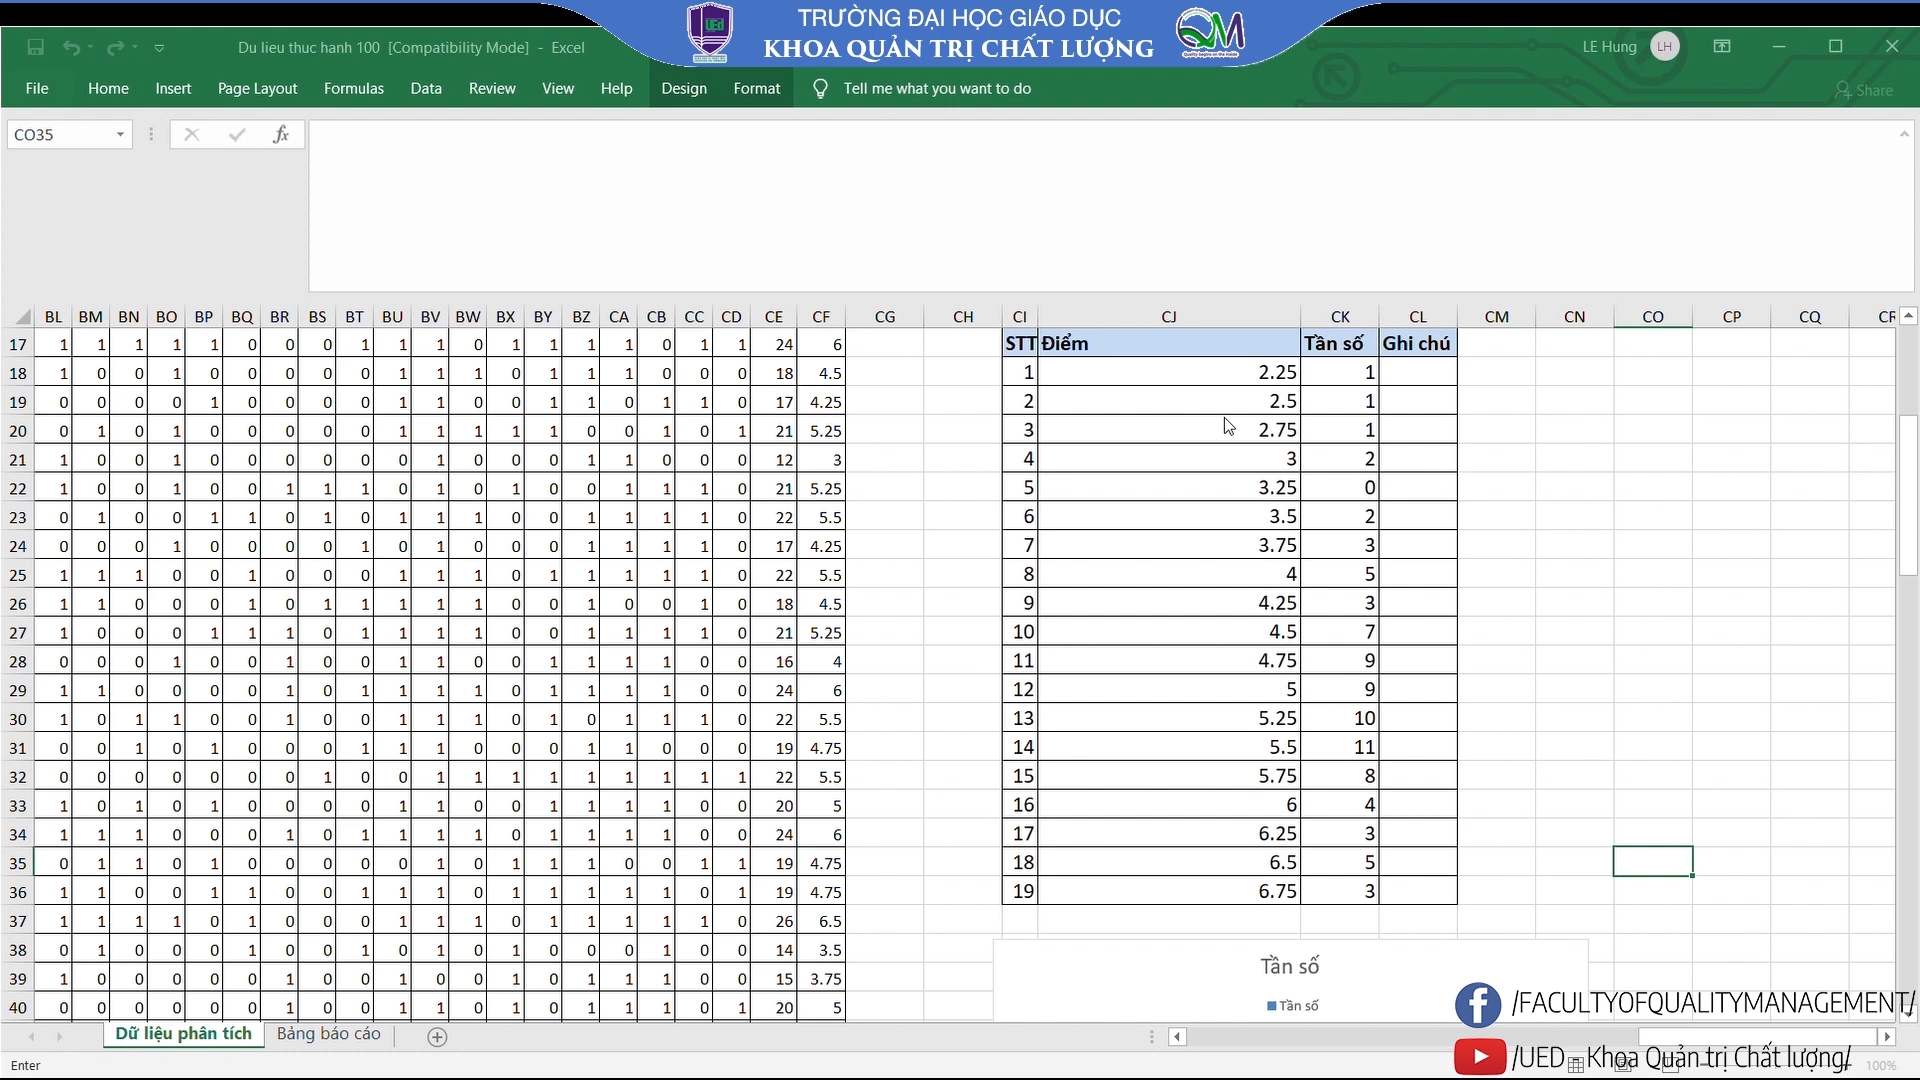 TRƯỜNG ĐẠI HỌC GIÁO DỤC
KHOA QUẢN TRỊ CHẤT LƯỢNG
UEd
QM
Du lieu thuc hanh 100 [Compatibility Mode] - Excel
LE Hung LH
File Home Insert Page Layout Formulas Data Review View Help Design Format Tell me what you want to do Share
CO35 fx
BL BM BN BO BP BQ BR BS BT BU BV BW BX BY BZ CA CB CC CD CE CF CG CH CI CJ CK CL CM CN CO CP CQ CR
17 1 1 1 1 1 0 0 0 1 1 1 0 1 1 1 1 0 1 1 24 6 STT Điểm Tần số Ghi chú
18 1 0 0 1 0 0 0 0 0 1 1 1 0 1 1 1 0 0 0 18 4.5 1 2.25 1
19 0 0 0 0 1 0 0 0 0 1 1 0 0 1 1 0 1 1 0 17 4.25 2 2.5 1
20 0 1 0 1 0 0 0 0 0 1 1 1 1 1 0 0 1 0 1 21 5.25 3 2.75 1
21 1 0 0 1 0 0 0 0 0 0 1 0 0 0 1 1 0 0 0 12 3 4 3 2
22 1 0 0 1 0 0 1 1 1 0 1 0 1 0 0 1 1 1 0 21 5.25 5 3.25 0
23 0 1 0 0 1 1 0 1 0 1 1 1 0 0 1 1 1 1 0 22 5.5 6 3.5 2
24 0 0 0 1 0 0 0 0 1 0 1 0 0 0 1 1 1 1 0 17 4.25 7 3.75 3
25 1 1 1 0 0 1 0 0 0 1 1 1 0 1 1 1 1 1 0 22 5.5 8 4 5
26 1 1 0 0 0 1 0 1 1 1 1 1 0 0 1 0 0 1 0 18 4.5 9 4.25 3
27 1 0 0 0 1 1 1 0 1 1 1 1 0 0 1 1 1 1 0 21 5.25 10 4.5 7
28 0 0 0 1 0 0 1 0 0 1 1 0 0 1 1 1 1 0 0 16 4 11 4.75 9
29 1 1 0 0 0 0 1 0 1 1 1 1 0 1 1 1 1 0 0 24 6 12 5 9
30 1 0 1 1 0 0 1 0 0 1 1 1 0 1 0 1 1 1 0 22 5.5 13 5.25 10
31 0 0 1 0 1 0 0 0 1 1 1 0 0 0 1 1 0 0 0 19 4.75 14 5.5 11
32 0 0 0 0 0 0 0 1 0 0 1 1 1 1 1 1 1 1 1 22 5.5 15 5.75 8
33 1 0 1 0 1 0 0 0 0 1 1 0 0 1 1 1 1 0 0 20 5 16 6 4
34 1 1 1 0 0 0 1 0 1 1 1 1 0 1 1 1 1 0 0 24 6 17 6.25 3
35 0 1 1 0 1 0 0 0 0 0 1 0 1 1 1 0 0 1 1 19 4.75 18 6.5 5
36 1 1 0 0 1 1 0 0 1 1 1 1 0 0 1 1 1 0 1 19 4.75 19 6.75 3
37 1 1 1 1 0 1 0 0 0 1 1 1 0 1 1 1 1 1 0 26 6.5
38 0 1 0 0 0 1 0 0 1 0 1 0 1 0 0 0 1 0 0 14 3.5
39 1 0 0 0 0 0 1 0 0 1 0 0 1 0 1 1 1 0 0 15 3.75
40 0 0 0 0 0 0 1 0 0 1 1 0 1 0 1 1 1 0 1 20 5
Tần số
Tần số
/FACULTYOFQUALITYMANAGEMENT/
Dữ liệu phân tích Bảng báo cáo
/UED - Khoa Quản trị Chất lượng/
Enter 100%